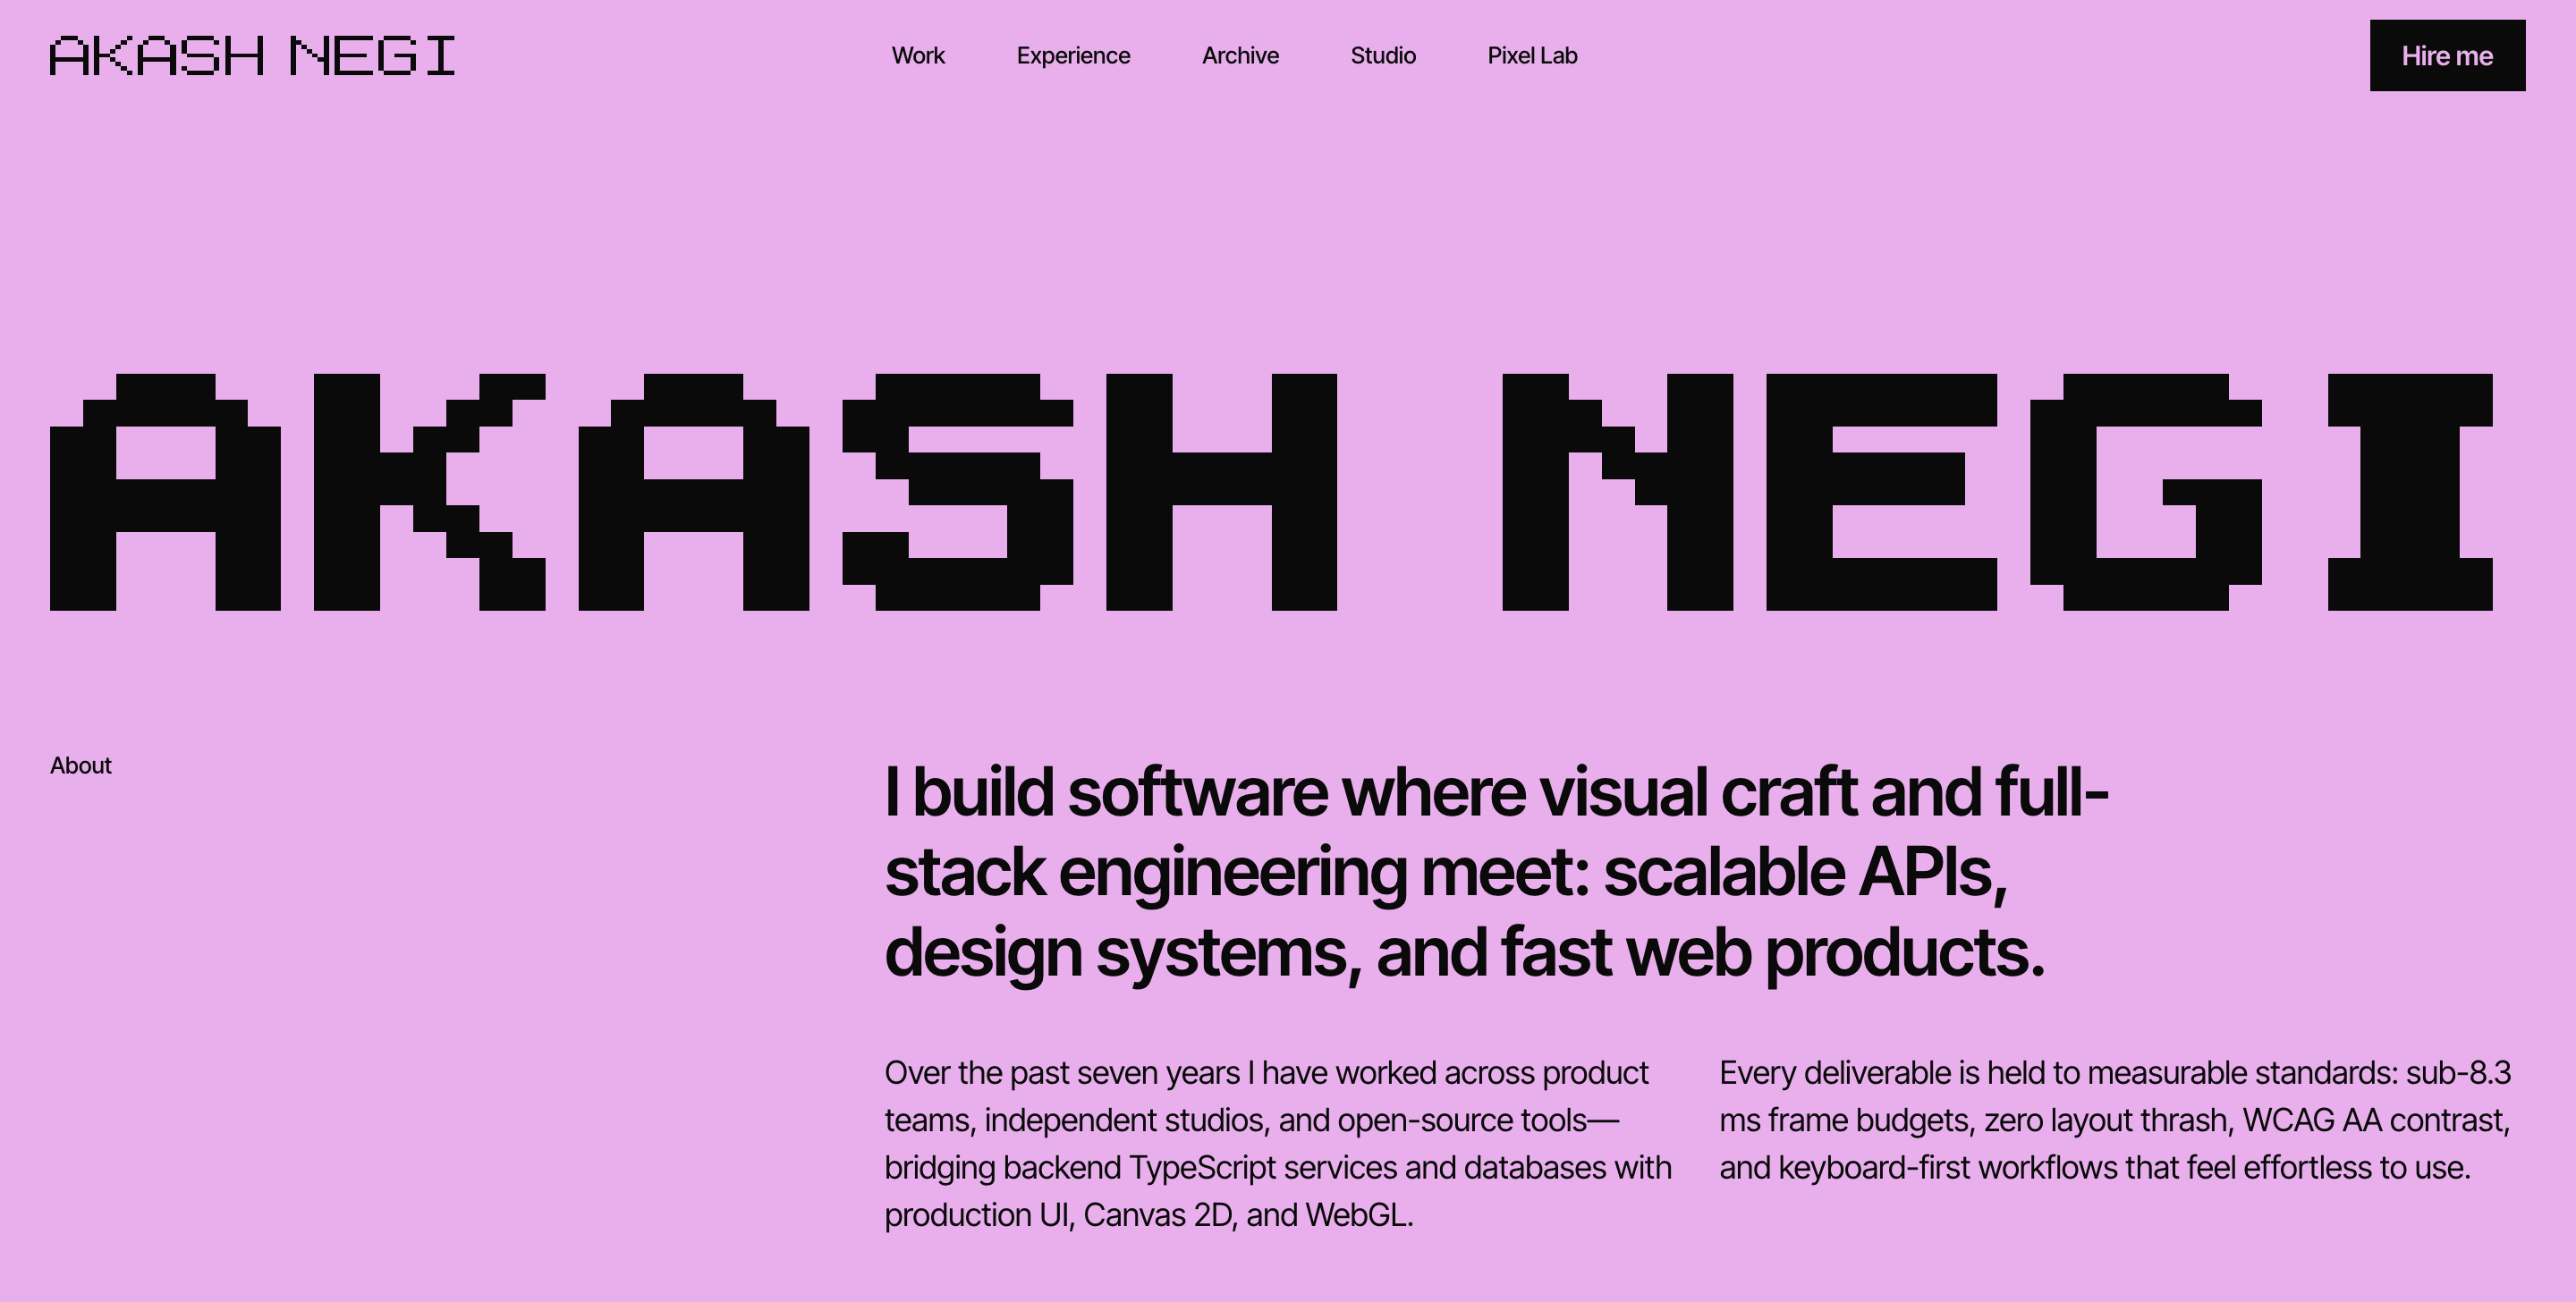 AKASH NEGI
Work
Experience
Archive
Studio
Pixel Lab
Hire me
AKASH NEGI
About
I build software where visual craft and full-
stack engineering meet: scalable APIs,
design systems, and fast web products.
Over the past seven years I have worked across product
teams, independent studios, and open-source tools—
bridging backend TypeScript services and databases with
production UI, Canvas 2D, and WebGL.
Every deliverable is held to measurable standards: sub-8.3
ms frame budgets, zero layout thrash, WCAG AA contrast,
and keyboard-first workflows that feel effortless to use.